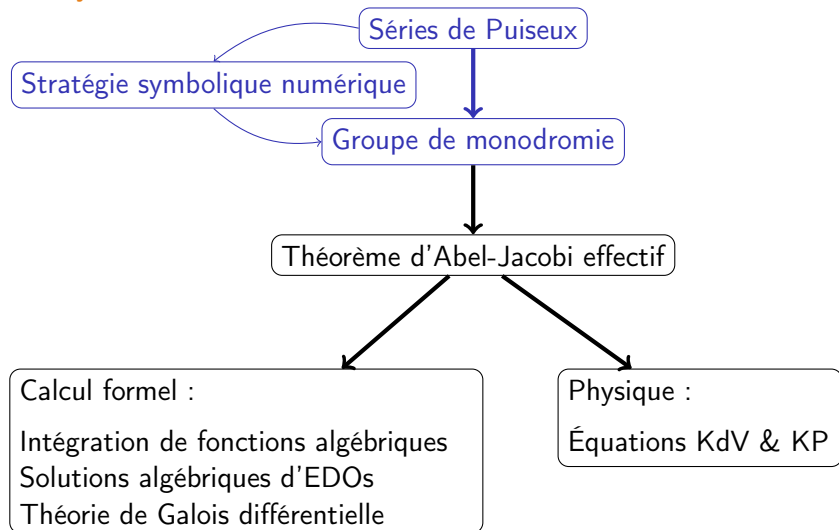 Séries de Puiseux
Stratégie symbolique numérique
Groupe de monodromie
Théorème d'Abel-Jacobi effectif
Calcul formel :
Intégration de fonctions algébriques
Solutions algébriques d'EDOs
Théorie de Galois différentielle
Physique :
Équations KdV & KP